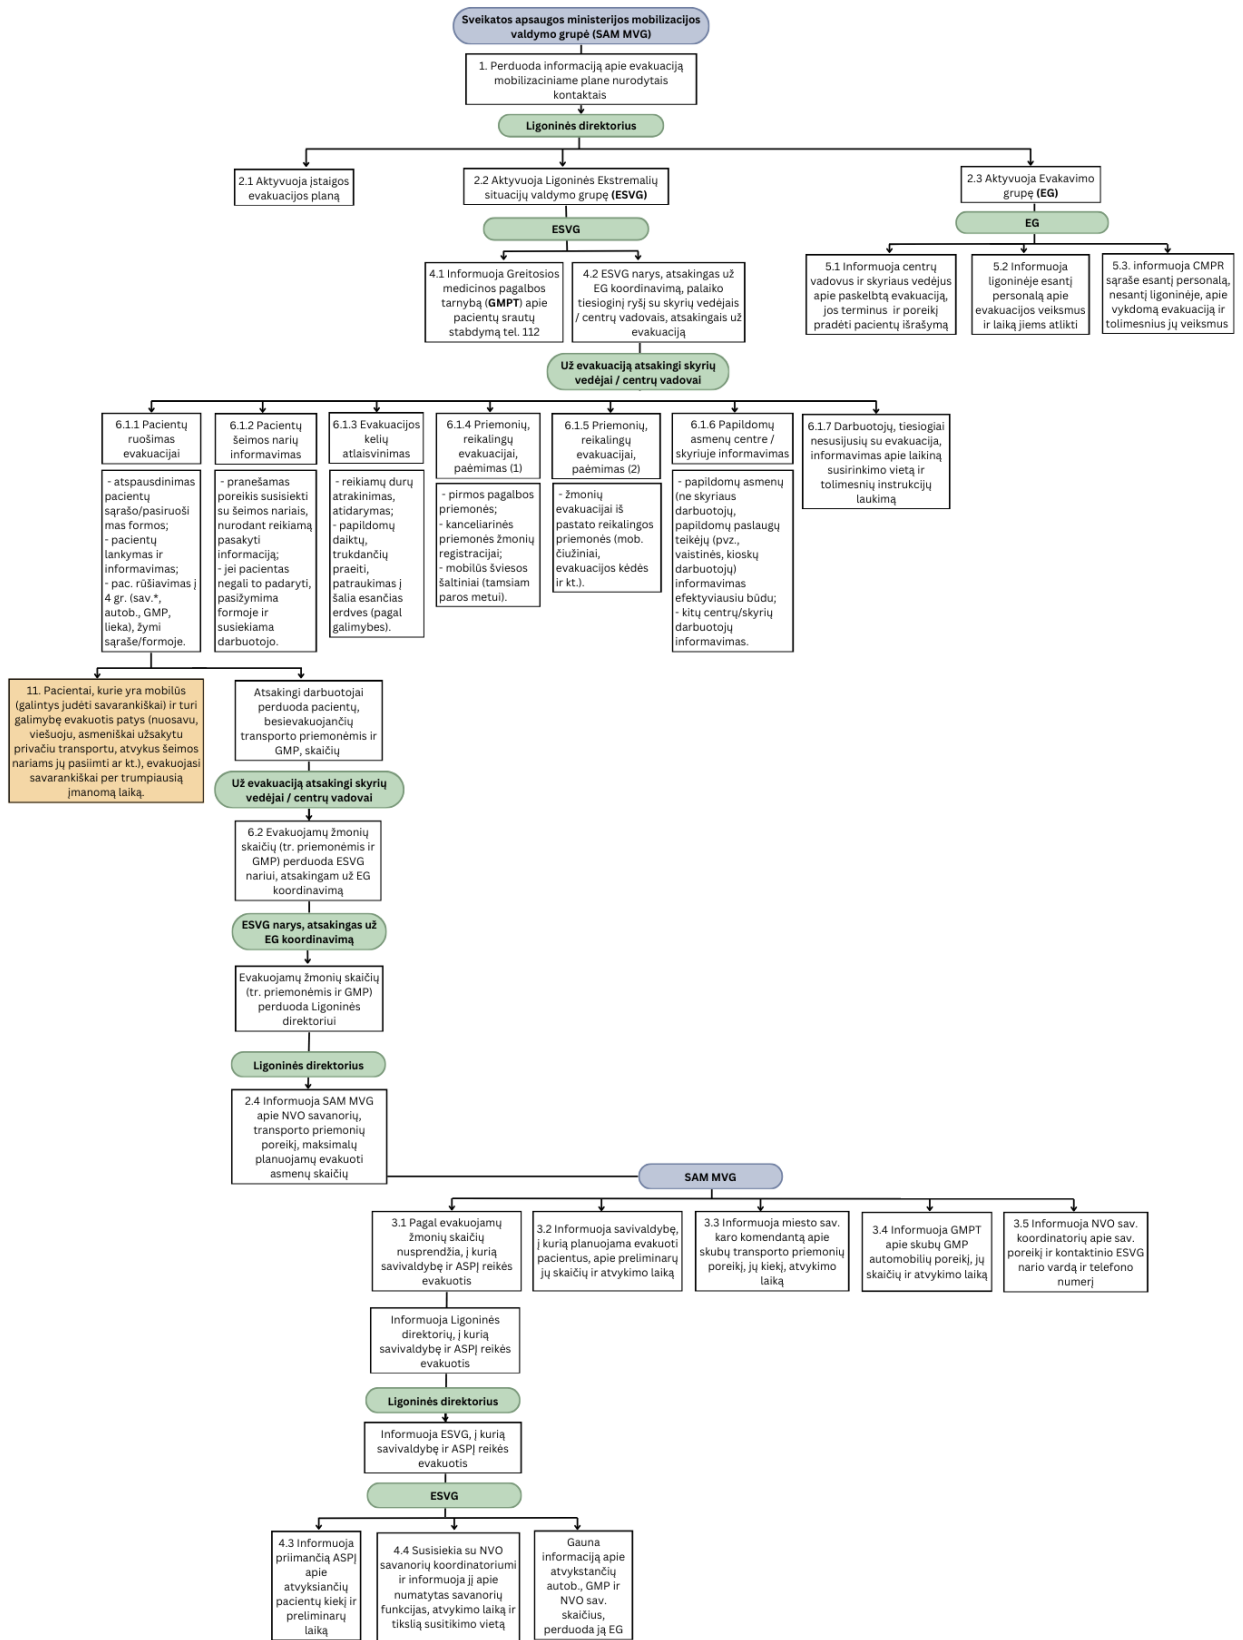 Sveikatos apsaugos ministerijos mobilizacijos
valdymo grupė (SAM MVG)
1. Perduoda informaciją apie evakuaciją
mobilizaciniame plane nurodytais
kontaktais
Ligoninės direktorius
2.1 Aktyvuoja įstaigos
evakuacijos planą
2.2 Aktyvuoja Ligoninės Ekstremalių
situacijų valdymo grupę (ESVG)
2.3 Aktyvuoja Evakavimo
grupę (EG)
ESVG
EG
4.1 Informuoja Greitosios
medicinos pagalbos
tarnybą (GMPT) apie
pacientų srautų
stabdymą tel. 112
4.2 ESVG narys, atsakingas už
EG koordinavimą, palaiko
tiesioginį ryšį su skyrių vedėjais
/ centrų vadovais, atsakingais už
evakuaciją
5.1 Informuoja centrų
vadovus ir skyriaus vedėjus
apie paskelbtą evakuaciją,
jos terminus ir poreikį
pradėti pacientų išrašymą
5.2 Informuoja
ligoninėje esantį
personalą apie
evakuacijos veiksmus
ir laiką jiems atlikti
5.3. informuoja CMPR
sąraše esantį personalą,
nesantį ligoninėje, apie
vykdomą evakuaciją ir
tolimesnius jų veiksmus
Už evakuaciją atsakingi skyrių
vedėjai / centrų vadovai
6.1.1 Pacientų
ruošimas
evakuacijai
6.1.2 Pacientų
šeimos narių
informavimas
6.1.3 Evakuacijos
kelių
atlaisvinimas
6.1.4 Priemonių,
reikalingų
evakuacijai,
paėmimas (1)
6.1.5 Priemonių,
reikalingų
evakuacijai,
paėmimas (2)
6.1.6 Papildomų
asmenų centre /
skyriuje informavimas
6.1.7 Darbuotojų, tiesiogiai
nesusijusių su evakuacija,
informavimas apie laikiną
susirinkimo vietą ir
tolimesnių instrukcijų
laukimą
- atspausdinimas
pacientų
sąrašo/pasiruoši
mas formos;
- pacientų
lankymas ir
informavimas;
- pac. rūšiavimas į
4 gr. (sav.*,
autob., GMP,
lieka), žymi
sąraše/formoje.
- pranešamas
poreikis susisiekti
su šeimos nariais,
nurodant reikiamą
pasakyti
informaciją;
- jei pacientas
negali to padaryti,
pasižymima
formoje ir
susiekiama
darbuotojo.
- reikiamų durų
atrakinimas,
atidarymas;
- papildomų
daiktų,
trukdančių
praeiti,
patraukimas į
šalia esančias
erdves (pagal
galimybes).
- pirmos pagalbos
priemonės;
- kanceliarinės
priemonės žmonių
registracijai;
- mobilūs šviesos
šaltiniai (tamsiam
paros metui).
- žmonių
evakuacijai iš
pastato reikalingos
priemonės (mob.
čiužiniai,
evakuacijos kėdės
ir kt.).
- papildomų asmenų
(ne skyriaus
darbuotojų,
papildomų paslaugų
teikėjų (pvz.,
vaistinės, kioskų
darbuotojų)
informavimas
efektyviausiu būdu;
- kitų centrų/skyrių
darbuotojų
informavimas.
11. Pacientai, kurie yra mobilūs
(galintys judėti savarankiškai) ir turi
galimybę evakuotis patys (nuosavu,
viešuoju, asmeniškai užsakytu
privačiu transportu, atvykus šeimos
nariams jų pasiimti ar kt.), evakuojasi
savarankiškai per trumpiausią
įmanomą laiką.
Atsakingi darbuotojai
perduoda pacientų,
besievakuojančių
transporto priemonėmis ir
GMP, skaičių
Už evakuaciją atsakingi skyrių
vedėjai / centrų vadovai
6.2 Evakuojamų žmonių
skaičių (tr. priemonėmis ir
GMP) perduoda ESVG
nariui, atsakingam už EG
koordinavimą
ESVG narys, atsakingas už
EG koordinavimą
Evakuojamų žmonių skaičių
(tr. priemonėmis ir GMP)
perduoda Ligoninės
direktoriui
Ligoninės direktorius
2.4 Informuoja SAM MVG
apie NVO savanorių,
transporto priemonių
poreikį, maksimalų
planuojamų evakuoti
asmenų skaičių
SAM MVG
3.1 Pagal evakuojamų
žmonių skaičių
nusprendžia, į kurią
savivaldybę ir ASPĮ reikės
evakuotis
3.2 Informuoja savivaldybę,
į kurią planuojama evakuoti
pacientus, apie preliminarų
jų skaičių ir atvykimo laiką
3.3 Informuoja miesto sav.
karo komendantą apie
skubų transporto priemonių
poreikį, jų kiekį, atvykimo
laiką
3.4 Informuoja GMPT
apie skubų GMP
automobilių poreikį, jų
skaičių ir atvykimo laiką
3.5 Informuoja NVO sav.
koordinatorių apie sav.
poreikį ir kontaktinio ESVG
nario vardą ir telefono
numerį
Informuoja Ligoninės
direktorių, į kurią
savivaldybę ir ASPĮ reikės
evakuotis
Ligoninės direktorius
Informuoja ESVG, į kurią
savivaldybę ir ASPĮ reikės
evakuotis
ESVG
4.3 Informuoja
priimančią ASPĮ
apie
atvyksiančių
pacientų kiekį ir
preliminarų
laiką
4.4 Susisiekia su NVO
savanorių koordinatoriumi
ir informuoja jį apie
numatytas savanorių
funkcijas, atvykimo laiką ir
tikslią susitikimo vietą
Gauna
informaciją apie
atvykstančių
autob., GMP ir
NVO sav.
skaičius,
perduoda ją EG